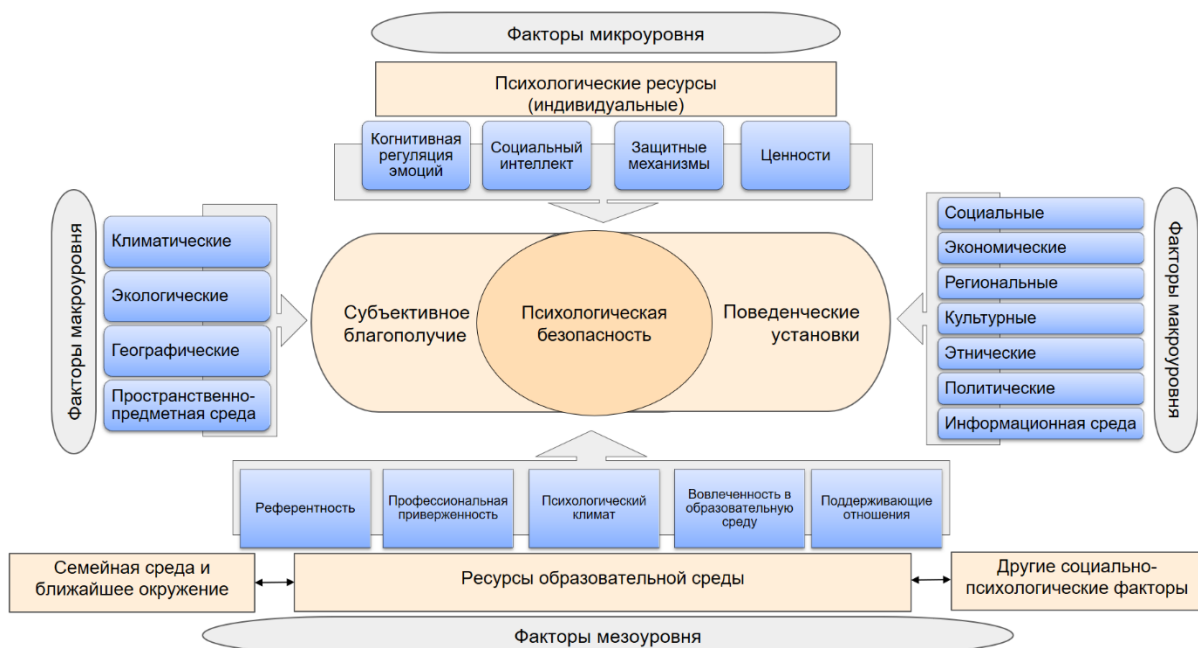 Факторы микроуровня
Психологические ресурсы
(индивидуальные)
Когнитивная
регуляция
эмоций
Социальный
интеллект
Защитные
механизмы
Ценности
Факторы макроуровня
Климатические
Экологические
Географические
Пространственно-
предметная среда
Субъективное
благополучие
Психологическая
безопасность
Поведенческие
установки
Социальные
Экономические
Региональные
Культурные
Этнические
Политические
Информационная среда
Факторы макроуровня
Референтность
Профессиональная
приверженность
Психологический
климат
Вовлеченность в
образовательную
среду
Поддерживающие
отношения
Семейная среда и
ближайшее окружение
Ресурсы образовательной среды
Другие социально-
психологические факторы
Факторы мезоуровня